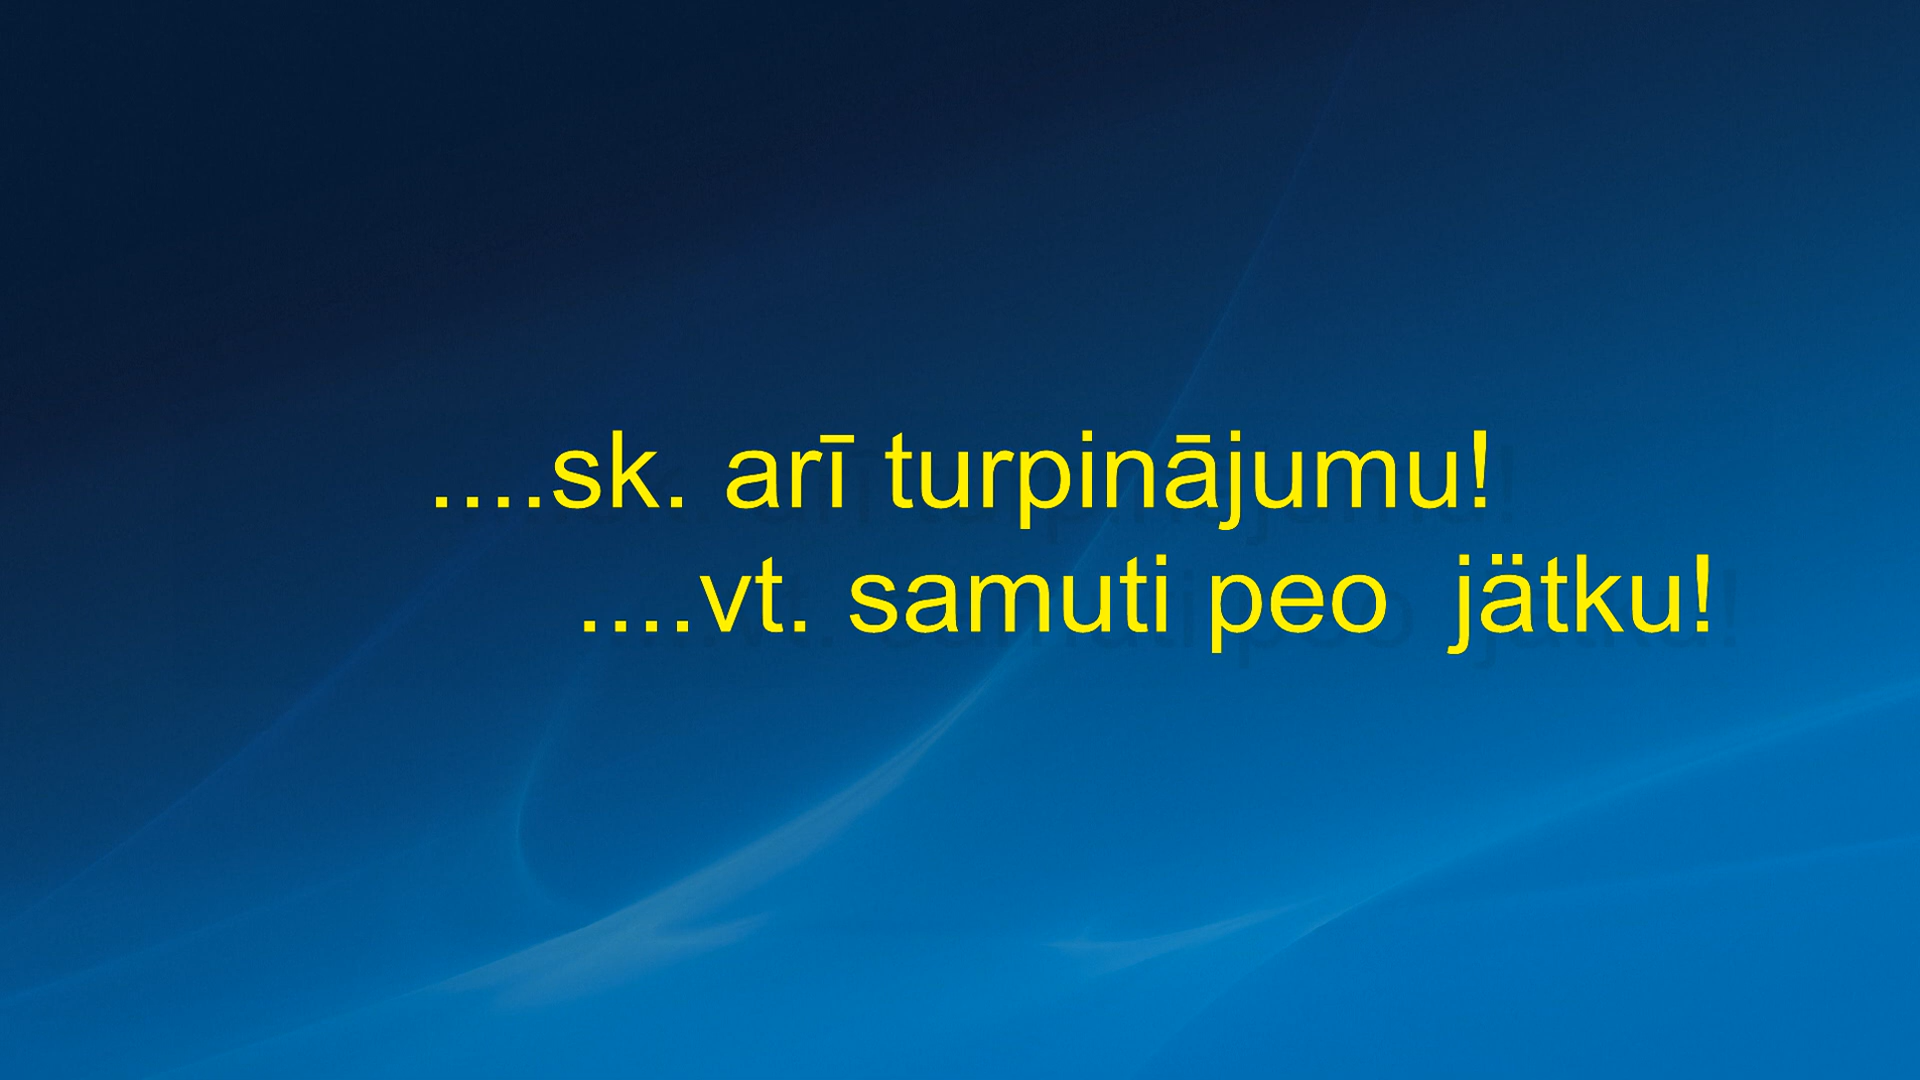 ....sk. arī turpinājumu!
....vt. samuti peo  jätku!